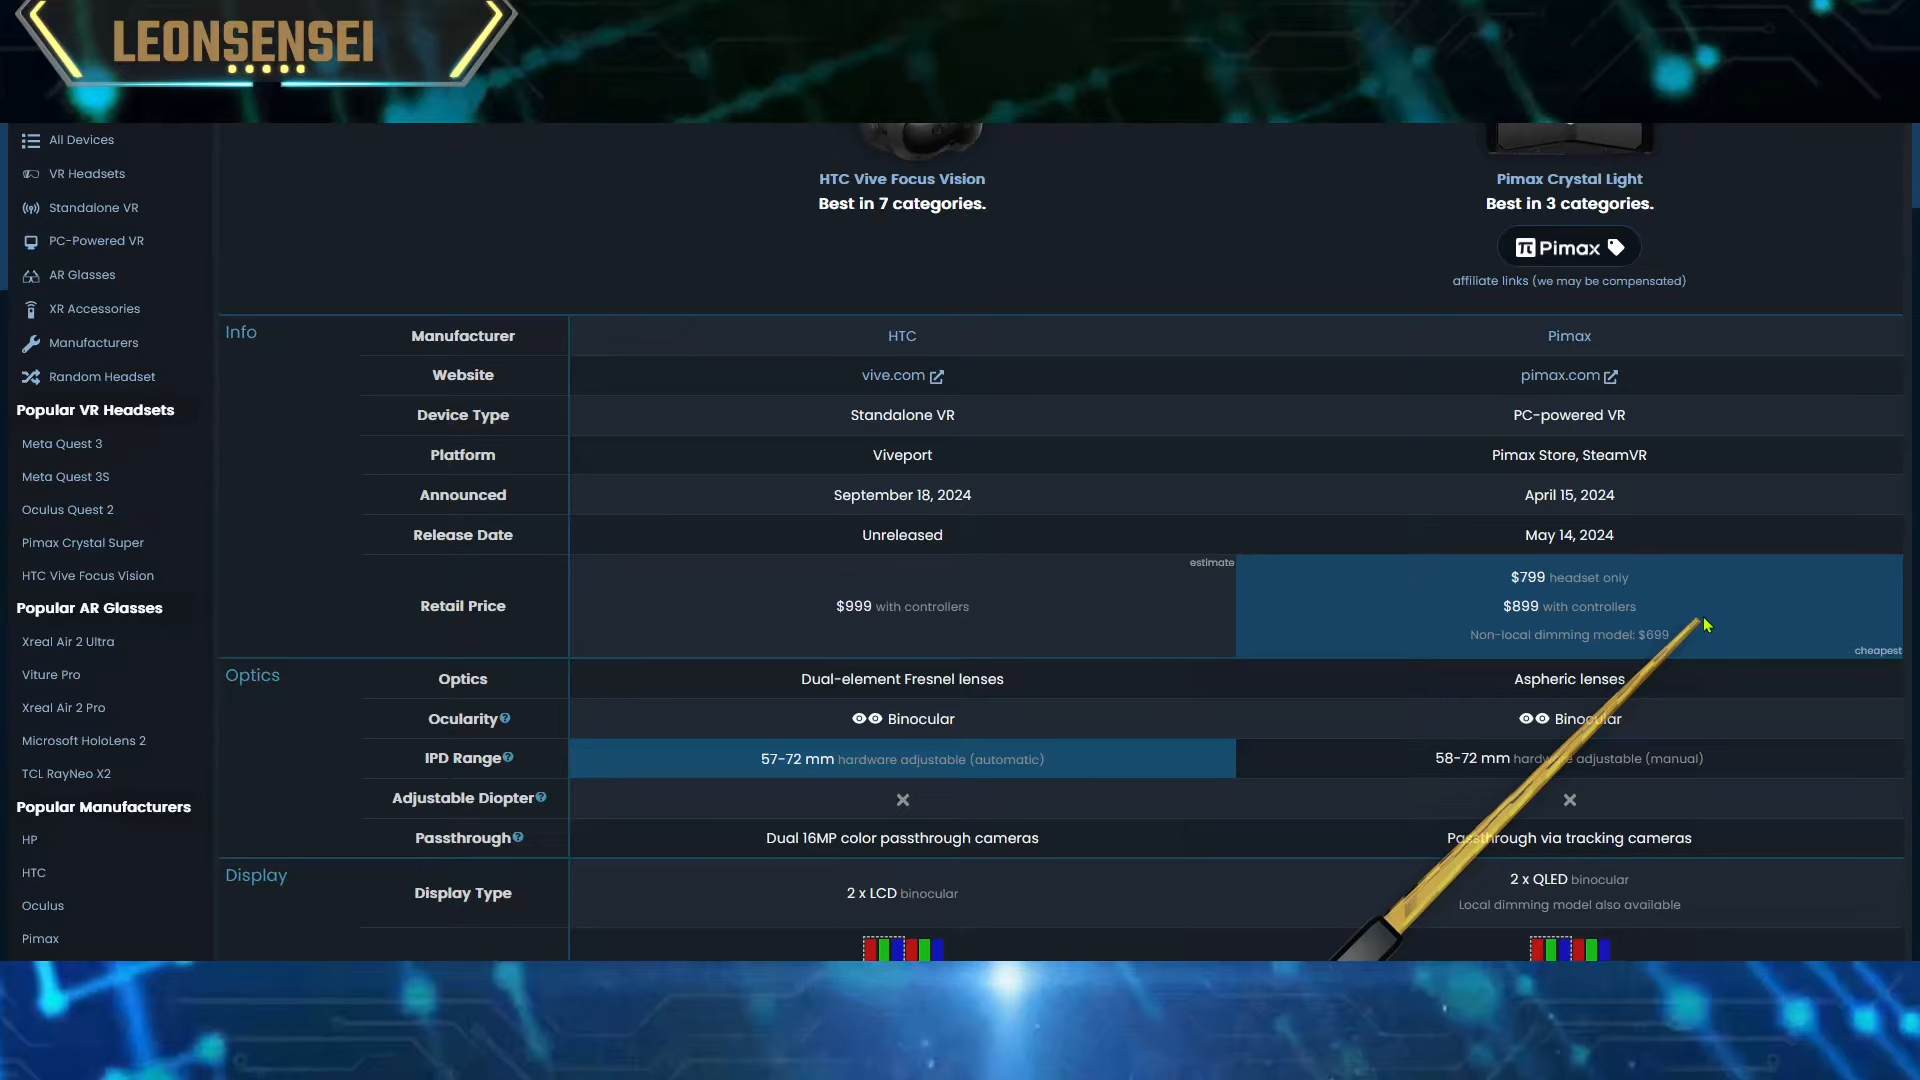 LEONSENSEI
All Devices
VR Headsets
Standalone VR
PC-Powered VR
AR Glasses
XR Accessories
Manufacturers
Random Headset
Popular VR Headsets
Meta Quest 3
Meta Quest 3S
Oculus Quest 2
Pimax Crystal Super
HTC Vive Focus Vision
Popular AR Glasses
Xreal Air 2 Ultra
Viture Pro
Xreal Air 2 Pro
Microsoft HoloLens 2
TCL RayNeo X2
Popular Manufacturers
HP
HTC
Oculus
Pimax
HTC Vive Focus Vision Pimax Crystal Light
Best in 7 categories. Best in 3 categories.
Pimax
affiliate links (we may be compensated)
Info Manufacturer HTC Pimax
Website vive.com pimax.com
Device Type Standalone VR PC-powered VR
Platform Viveport Pimax Store, SteamVR
Announced September 18, 2024 April 15, 2024
Release Date Unreleased May 14, 2024
estimate
$799 headset only
Retail Price $999 with controllers $899 with controllers
Non-local dimming model: $699
cheapest
Optics Optics Dual-element Fresnel lenses Aspheric lenses
Ocularity Binocular Binocular
IPD Range 57-72 mm hardware adjustable (automatic) 58-72 mm hardware adjustable (manual)
Adjustable Diopter
Passthrough Dual 16MP color passthrough cameras Passthrough via tracking cameras
Display Display Type 2 x LCD binocular 2 x QLED binocular
Local dimming model also available